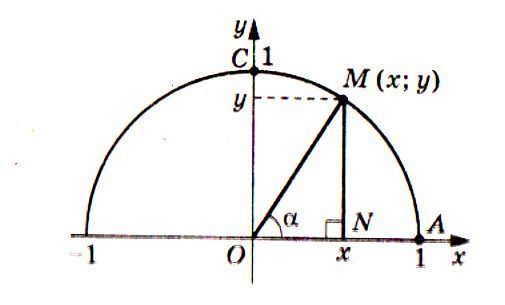 y
C 1
M (x; y)
y
α
N A
-1 O x 1 x